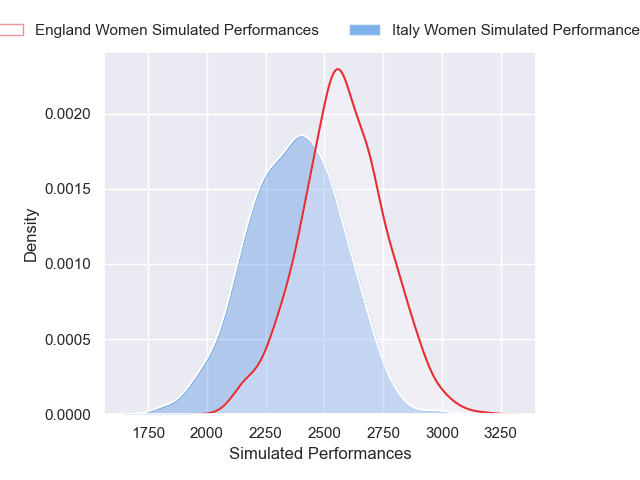 England Women Simulated Performances
Italy Women Simulated Performance
0.0020
0.0015
0.0010
0.0005
0.0000
Density
1750 2000 2250 2500 2750 3000 3250
Simulated Performances